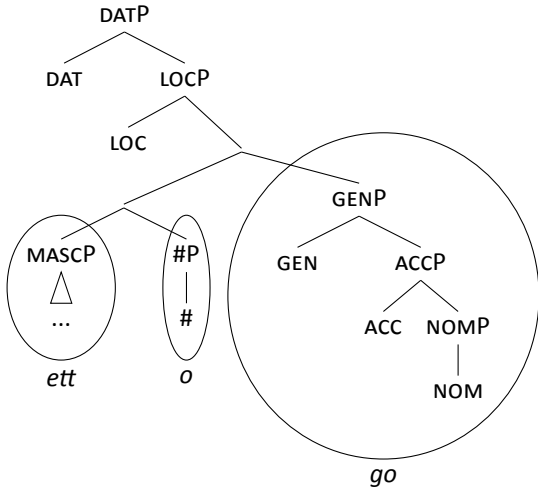 DATP
DAT LOCP
LOC
GENP
MASCP #P GEN ACCP
... # ACC NOMP
ett o NOM
go